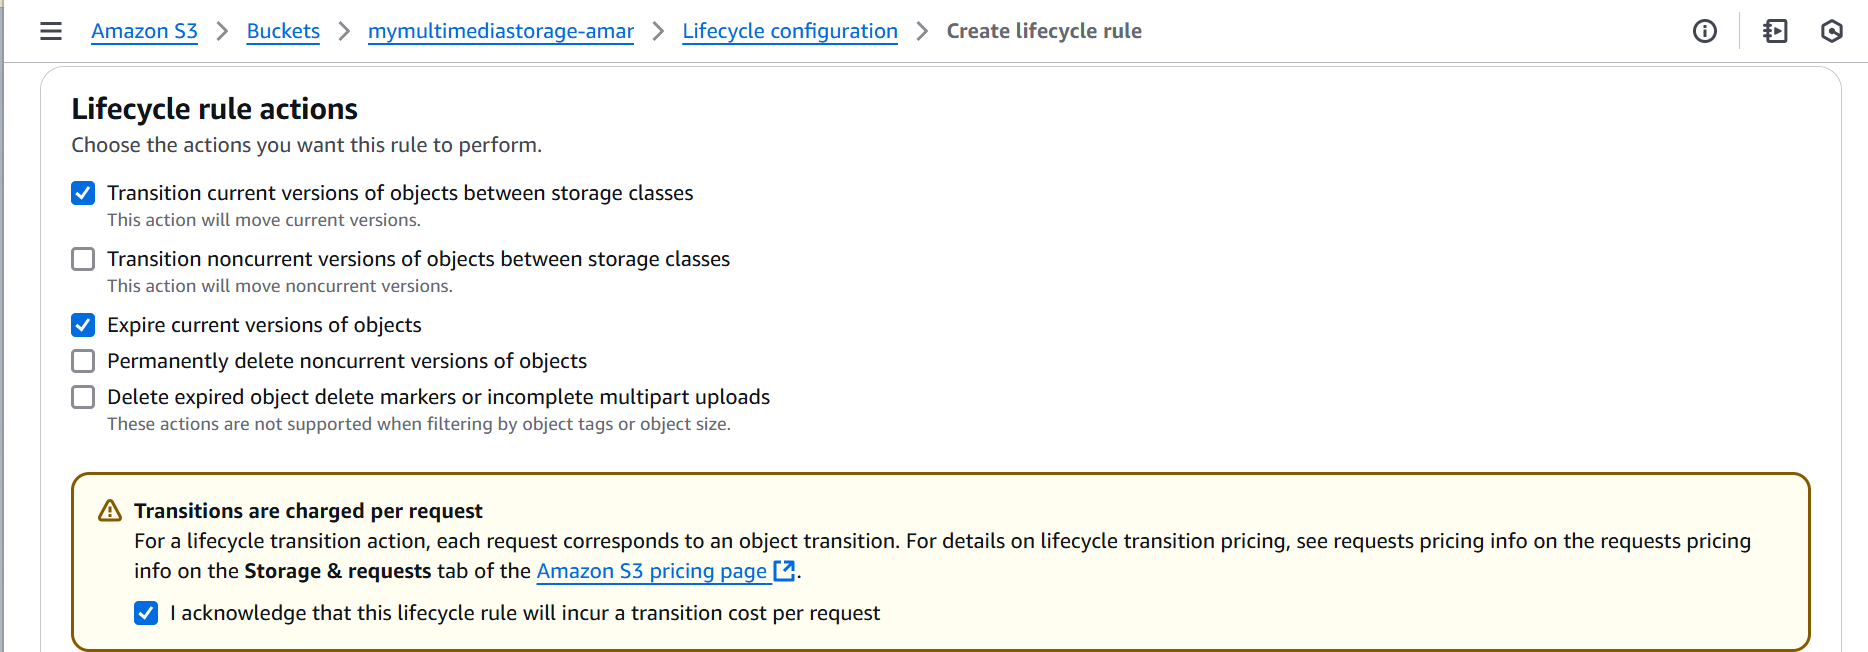 Amazon S3 > Buckets > mymultimediastorage-amar > Lifecycle configuration > Create lifecycle rule
Lifecycle rule actions
Choose the actions you want this rule to perform.
Transition current versions of objects between storage classes
This action will move current versions.
Transition noncurrent versions of objects between storage classes
This action will move noncurrent versions.
Expire current versions of objects
Permanently delete noncurrent versions of objects
Delete expired object delete markers or incomplete multipart uploads
These actions are not supported when filtering by object tags or object size.
Transitions are charged per request
For a lifecycle transition action, each request corresponds to an object transition. For details on lifecycle transition pricing, see requests pricing info on the requests pricing
info on the Storage & requests tab of the Amazon S3 pricing page.
I acknowledge that this lifecycle rule will incur a transition cost per request